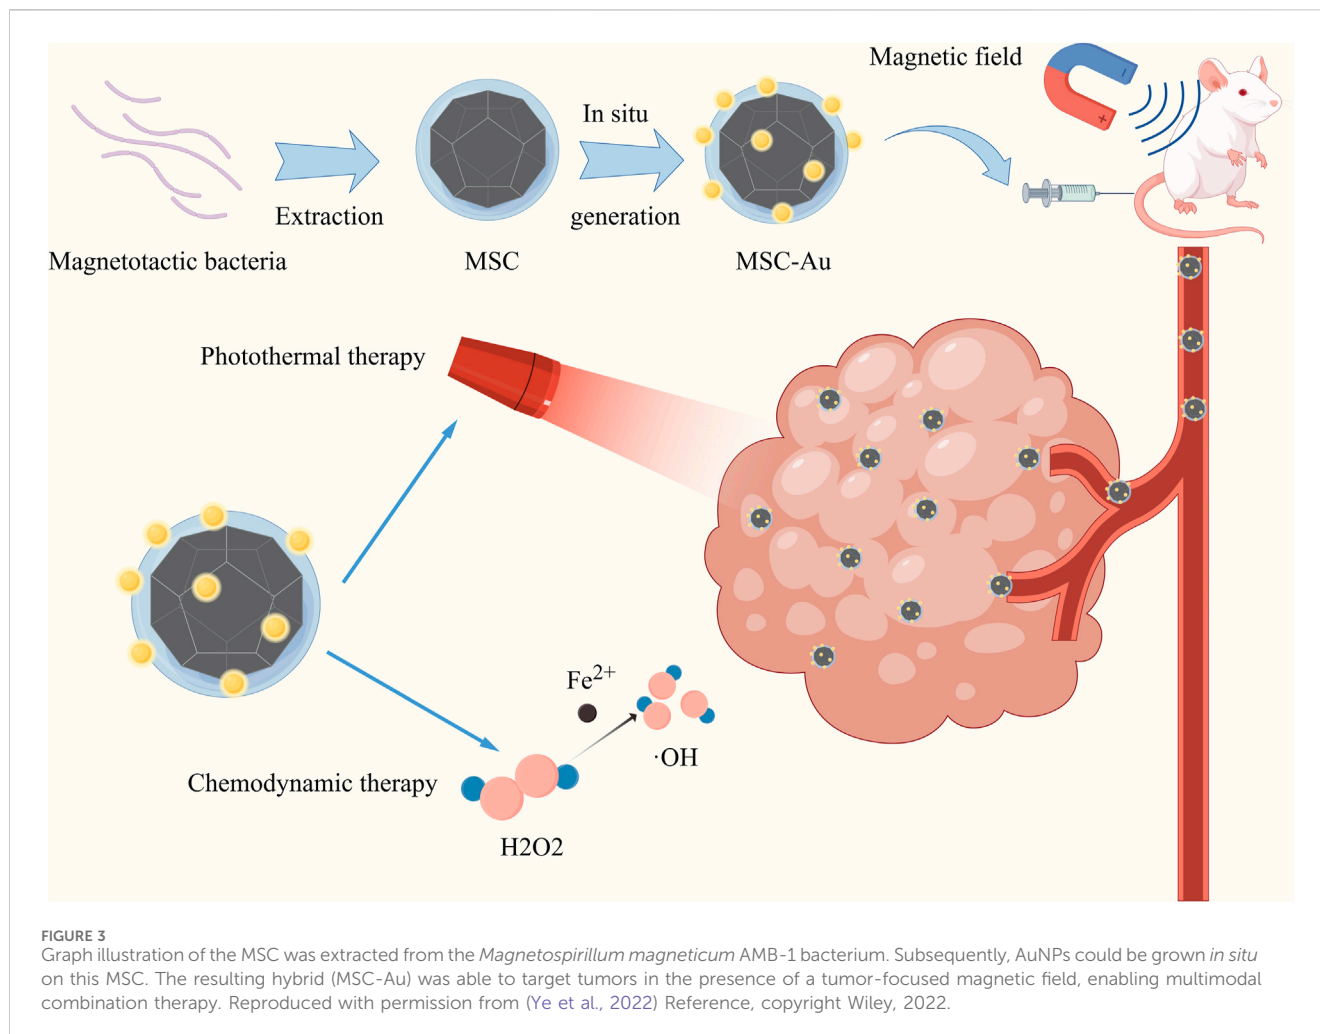 Magnetic field
In situ
Extraction
generation
Magnetotactic bacteria
MSC
MSC-Au
−
+
Photothermal therapy
Fe²⁺
·OH
Chemodynamic therapy
H2O2
FIGURE 3
Graph illustration of the MSC was extracted from the Magnetospirillum magneticum AMB-1 bacterium. Subsequently, AuNPs could be grown in situ
on this MSC. The resulting hybrid (MSC-Au) was able to target tumors in the presence of a tumor-focused magnetic field, enabling multimodal
combination therapy. Reproduced with permission from (Ye et al., 2022) Reference, copyright Wiley, 2022.